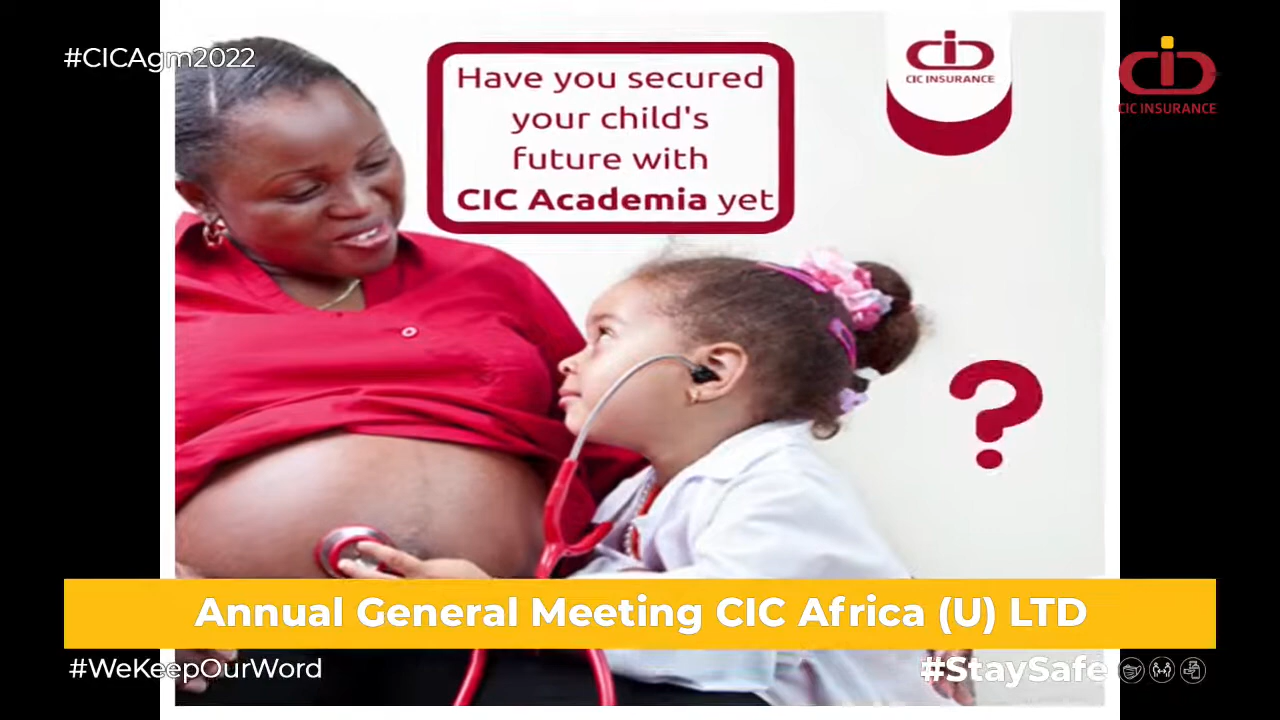 #CICAgm2022
Have you secured
your child's
future with
CIC Academia yet
?
CIC INSURANCE
CIC INSURANCE
Annual General Meeting CIC Africa (U) LTD
#WeKeepOurWord
#StaySafe